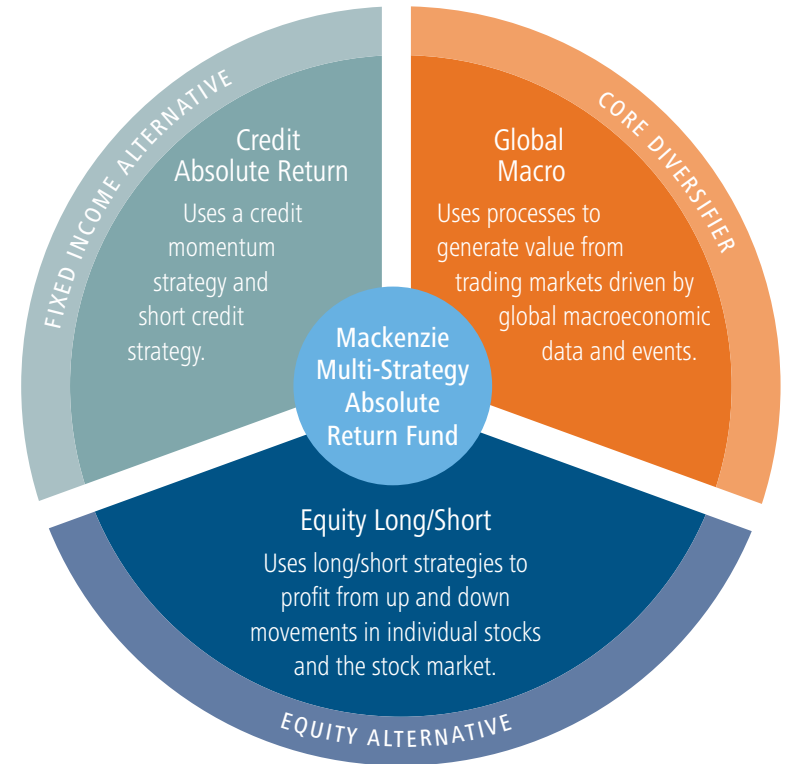 FIXED INCOME ALTERNATIVE
Credit
Absolute Return
Uses a credit
momentum
strategy and
short credit
strategy.
CORE DIVERSIFIER
Global
Macro
Uses processes to
generate value from
trading markets driven by
global macroeconomic
data and events.
Mackenzie
Multi-Strategy
Absolute
Return Fund
Equity Long/Short
Uses long/short strategies to
profit from up and down
movements in individual stocks
and the stock market.
EQUITY ALTERNATIVE